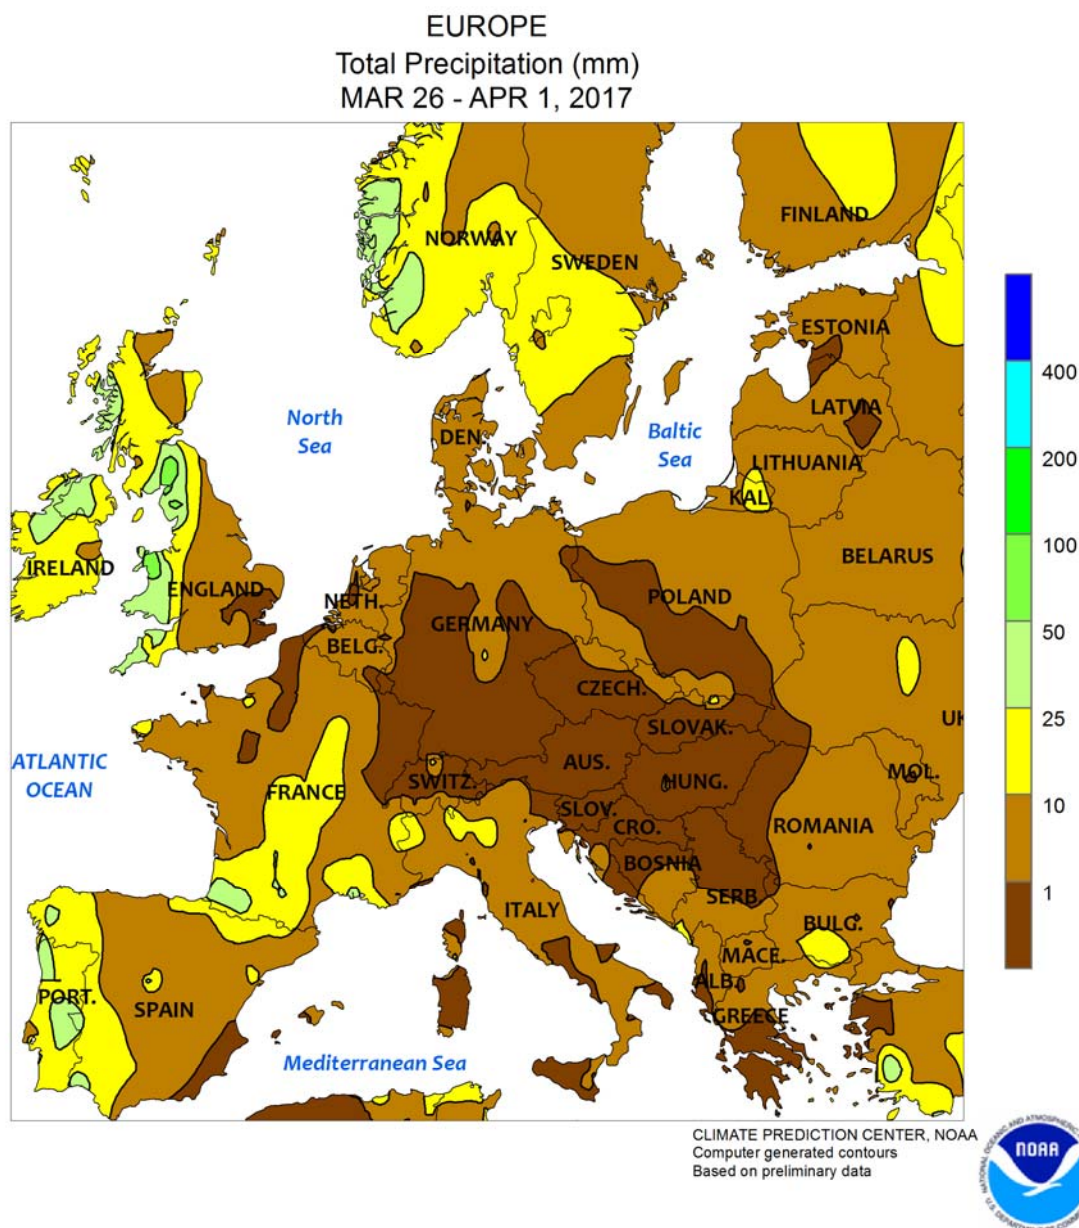 EUROPE
Total Precipitation (mm)
MAR 26 - APR 1, 2017
FINLAND
NORWAY
SWEDEN
ESTONIA
LATVIA
LITHUANIA
KAL.
BELARUS
North
Sea
Baltic
Sea
DEN.
IRELAND
ENGLAND
NETH.
BELG.
GERMANY
POLAND
CZECH.
SLOVAK.
UK
ATLANTIC
OCEAN
FRANCE
SWITZ.
AUS.
HUNG.
MOL.
SLOV.
CRO.
ROMANIA
BOSNIA
SERB.
ITALY
BULG.
MACE.
ALB.
GREECE
PORT.
SPAIN
Mediterranean Sea
400
200
100
50
25
10
1
CLIMATE PREDICTION CENTER, NOAA
Computer generated contours
Based on preliminary data
NOAA